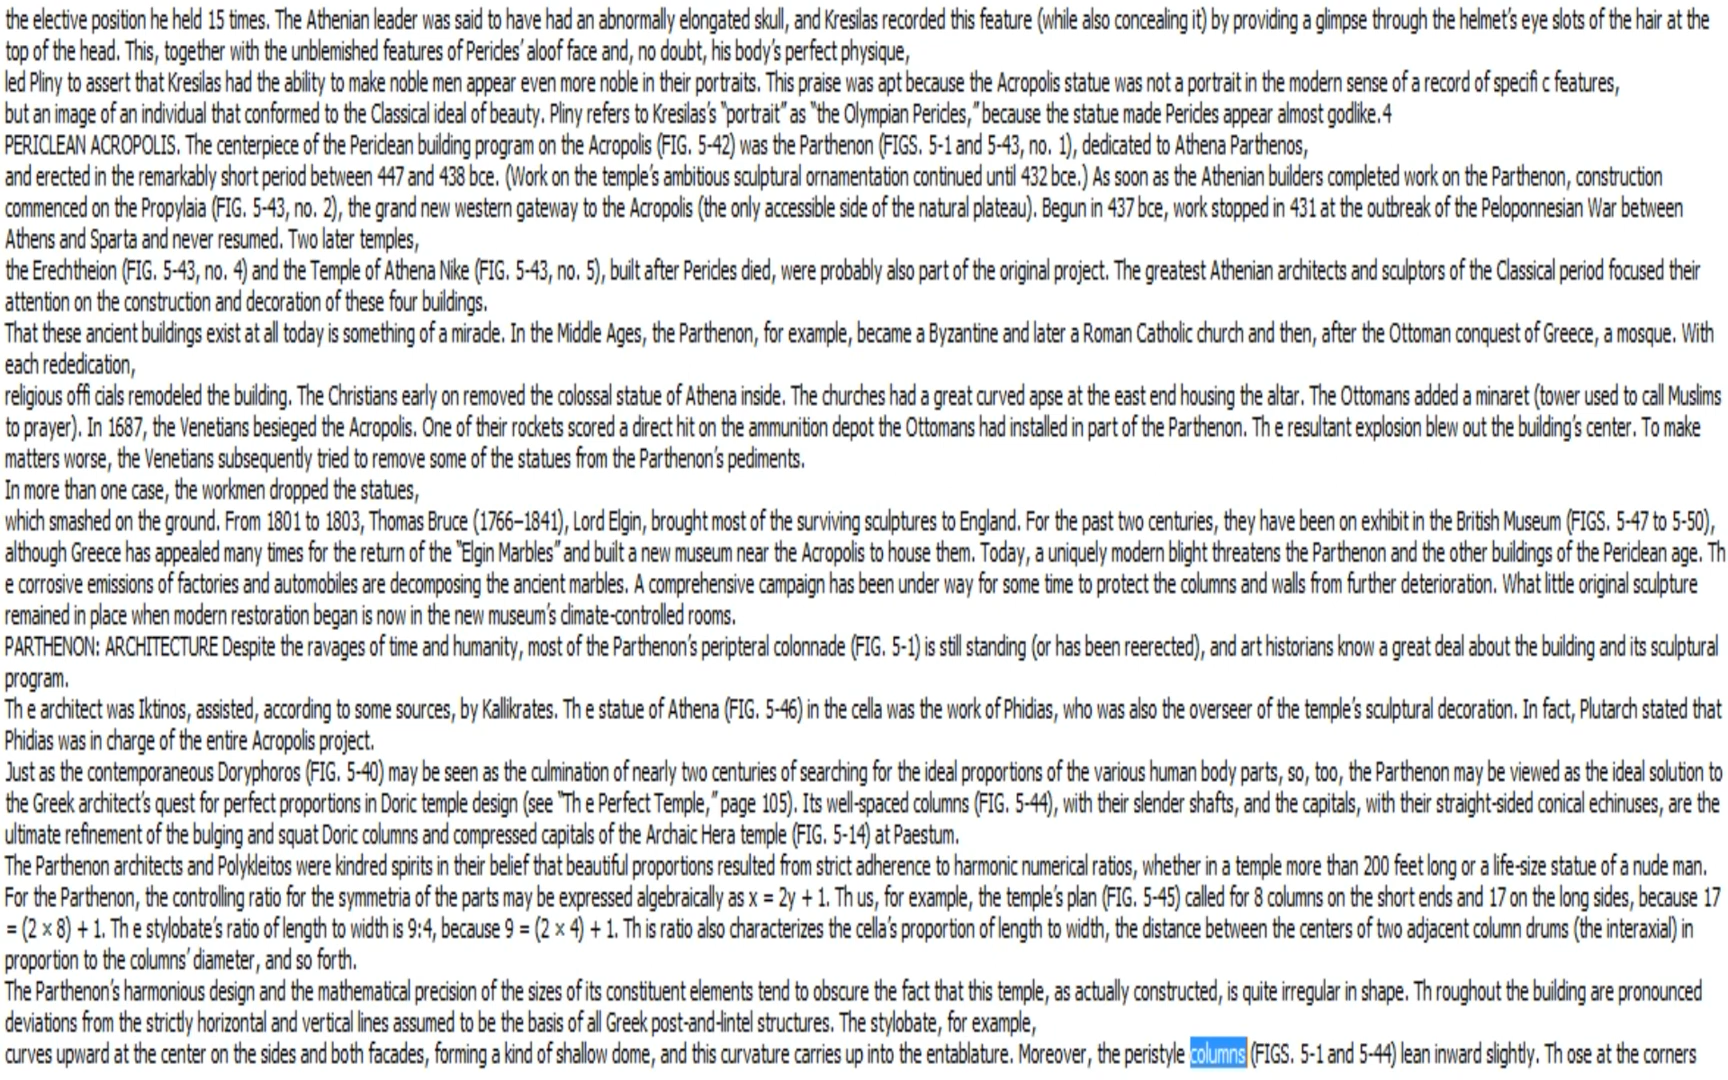 the elective position he held 15 times. The Athenian leader was said to have had an abnormally elongated skull, and Kresilas recorded this feature (while also concealing it) by providing a glimpse through the helmet’s eye slots of the hair at the
top of the head. This, together with the unblemished features of Pericles’ aloof face and, no doubt, his body’s perfect physique,
led Pliny to assert that Kresilas had the ability to make noble men appear even more noble in their portraits. This praise was apt because the Acropolis statue was not a portrait in the modern sense of a record of specifi c features,
but an image of an individual that conformed to the Classical ideal of beauty. Pliny refers to Kresilas’s “portrait” as “the Olympian Pericles,” because the statue made Pericles appear almost godlike.4
PERICLEAN ACROPOLIS. The centerpiece of the Periclean building program on the Acropolis (FIG. 5-42) was the Parthenon (FIGS. 5-1 and 5-43, no. 1), dedicated to Athena Parthenos,
and erected in the remarkably short period between 447 and 438 bce. (Work on the temple’s ambitious sculptural ornamentation continued until 432 bce.) As soon as the Athenian builders completed work on the Parthenon, construction
commenced on the Propylaia (FIG. 5-43, no. 2), the grand new western gateway to the Acropolis (the only accessible side of the natural plateau). Begun in 437 bce, work stopped in 431 at the outbreak of the Peloponnesian War between
Athens and Sparta and never resumed. Two later temples,
the Erechtheion (FIG. 5-43, no. 4) and the Temple of Athena Nike (FIG. 5-43, no. 5), built after Pericles died, were probably also part of the original project. The greatest Athenian architects and sculptors of the Classical period focused their
attention on the construction and decoration of these four buildings.
That these ancient buildings exist at all today is something of a miracle. In the Middle Ages, the Parthenon, for example, became a Byzantine and later a Roman Catholic church and then, after the Ottoman conquest of Greece, a mosque. With
each rededication,
religious offi cials remodeled the building. The Christians early on removed the colossal statue of Athena inside. The churches had a great curved apse at the east end housing the altar. The Ottomans added a minaret (tower used to call Muslims
to prayer). In 1687, the Venetians besieged the Acropolis. One of their rockets scored a direct hit on the ammunition depot the Ottomans had installed in part of the Parthenon. Th e resultant explosion blew out the building’s center. To make
matters worse, the Venetians subsequently tried to remove some of the statues from the Parthenon’s pediments.
In more than one case, the workmen dropped the statues,
which smashed on the ground. From 1801 to 1803, Thomas Bruce (1766–1841), Lord Elgin, brought most of the surviving sculptures to England. For the past two centuries, they have been on exhibit in the British Museum (FIGS. 5-47 to 5-50),
although Greece has appealed many times for the return of the “Elgin Marbles” and built a new museum near the Acropolis to house them. Today, a uniquely modern blight threatens the Parthenon and the other buildings of the Periclean age. Th
e corrosive emissions of factories and automobiles are decomposing the ancient marbles. A comprehensive campaign has been under way for some time to protect the columns and walls from further deterioration. What little original sculpture
remained in place when modern restoration began is now in the new museum’s climate-controlled rooms.
PARTHENON: ARCHITECTURE Despite the ravages of time and humanity, most of the Parthenon’s peripteral colonnade (FIG. 5-1) is still standing (or has been reerected), and art historians know a great deal about the building and its sculptural
program.
Th e architect was Iktinos, assisted, according to some sources, by Kallikrates. Th e statue of Athena (FIG. 5-46) in the cella was the work of Phidias, who was also the overseer of the temple’s sculptural decoration. In fact, Plutarch stated that
Phidias was in charge of the entire Acropolis project.
Just as the contemporaneous Doryphoros (FIG. 5-40) may be seen as the culmination of nearly two centuries of searching for the ideal proportions of the various human body parts, so, too, the Parthenon may be viewed as the ideal solution to
the Greek architect’s quest for perfect proportions in Doric temple design (see “Th e Perfect Temple,” page 105). Its well-spaced columns (FIG. 5-44), with their slender shafts, and the capitals, with their straight-sided conical echinuses, are the
ultimate refinement of the bulging and squat Doric columns and compressed capitals of the Archaic Hera temple (FIG. 5-14) at Paestum.
The Parthenon architects and Polykleitos were kindred spirits in their belief that beautiful proportions resulted from strict adherence to harmonic numerical ratios, whether in a temple more than 200 feet long or a life-size statue of a nude man.
For the Parthenon, the controlling ratio for the symmetria of the parts may be expressed algebraically as x = 2y + 1. Th us, for example, the temple’s plan (FIG. 5-45) called for 8 columns on the short ends and 17 on the long sides, because 17
= (2 × 8) + 1. Th e stylobate’s ratio of length to width is 9:4, because 9 = (2 × 4) + 1. Th is ratio also characterizes the cella’s proportion of length to width, the distance between the centers of two adjacent column drums (the interaxial) in
proportion to the columns’ diameter, and so forth.
The Parthenon’s harmonious design and the mathematical precision of the sizes of its constituent elements tend to obscure the fact that this temple, as actually constructed, is quite irregular in shape. Th roughout the building are pronounced
deviations from the strictly horizontal and vertical lines assumed to be the basis of all Greek post-and-lintel structures. The stylobate, for example,
curves upward at the center on the sides and both facades, forming a kind of shallow dome, and this curvature carries up into the entablature. Moreover, the peristyle columns (FIGS. 5-1 and 5-44) lean inward slightly. Th ose at the corners